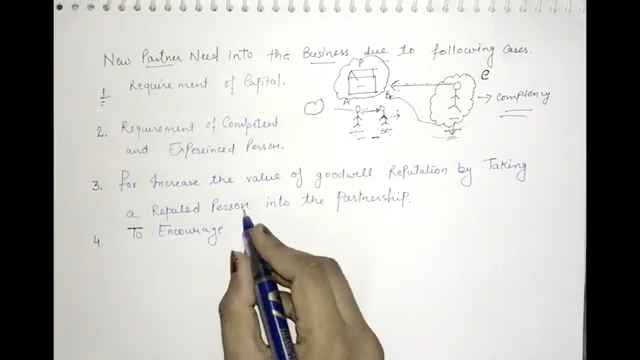 New Partner Need into the Business due to following Cases.
1 Requirement of Capital.
2. Requirement of Competent
and Expereinced Person.
3. For Increase the value of goodwill Reputation by Taking
a Reputed Person into the Partnership.
4. To Encourage
P
A
B
C
→ Complency